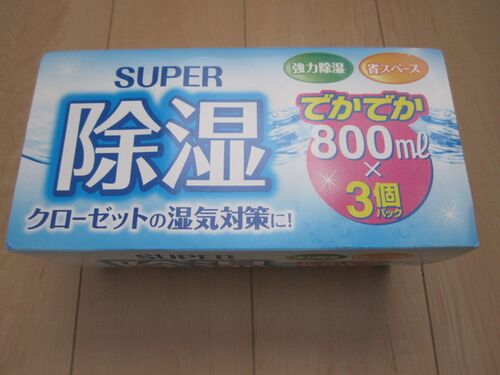 SUPER
除湿
クローゼットの湿気対策に!
強力除湿
省スペース
でかでか
800ml
×
3個
パック
SUPER